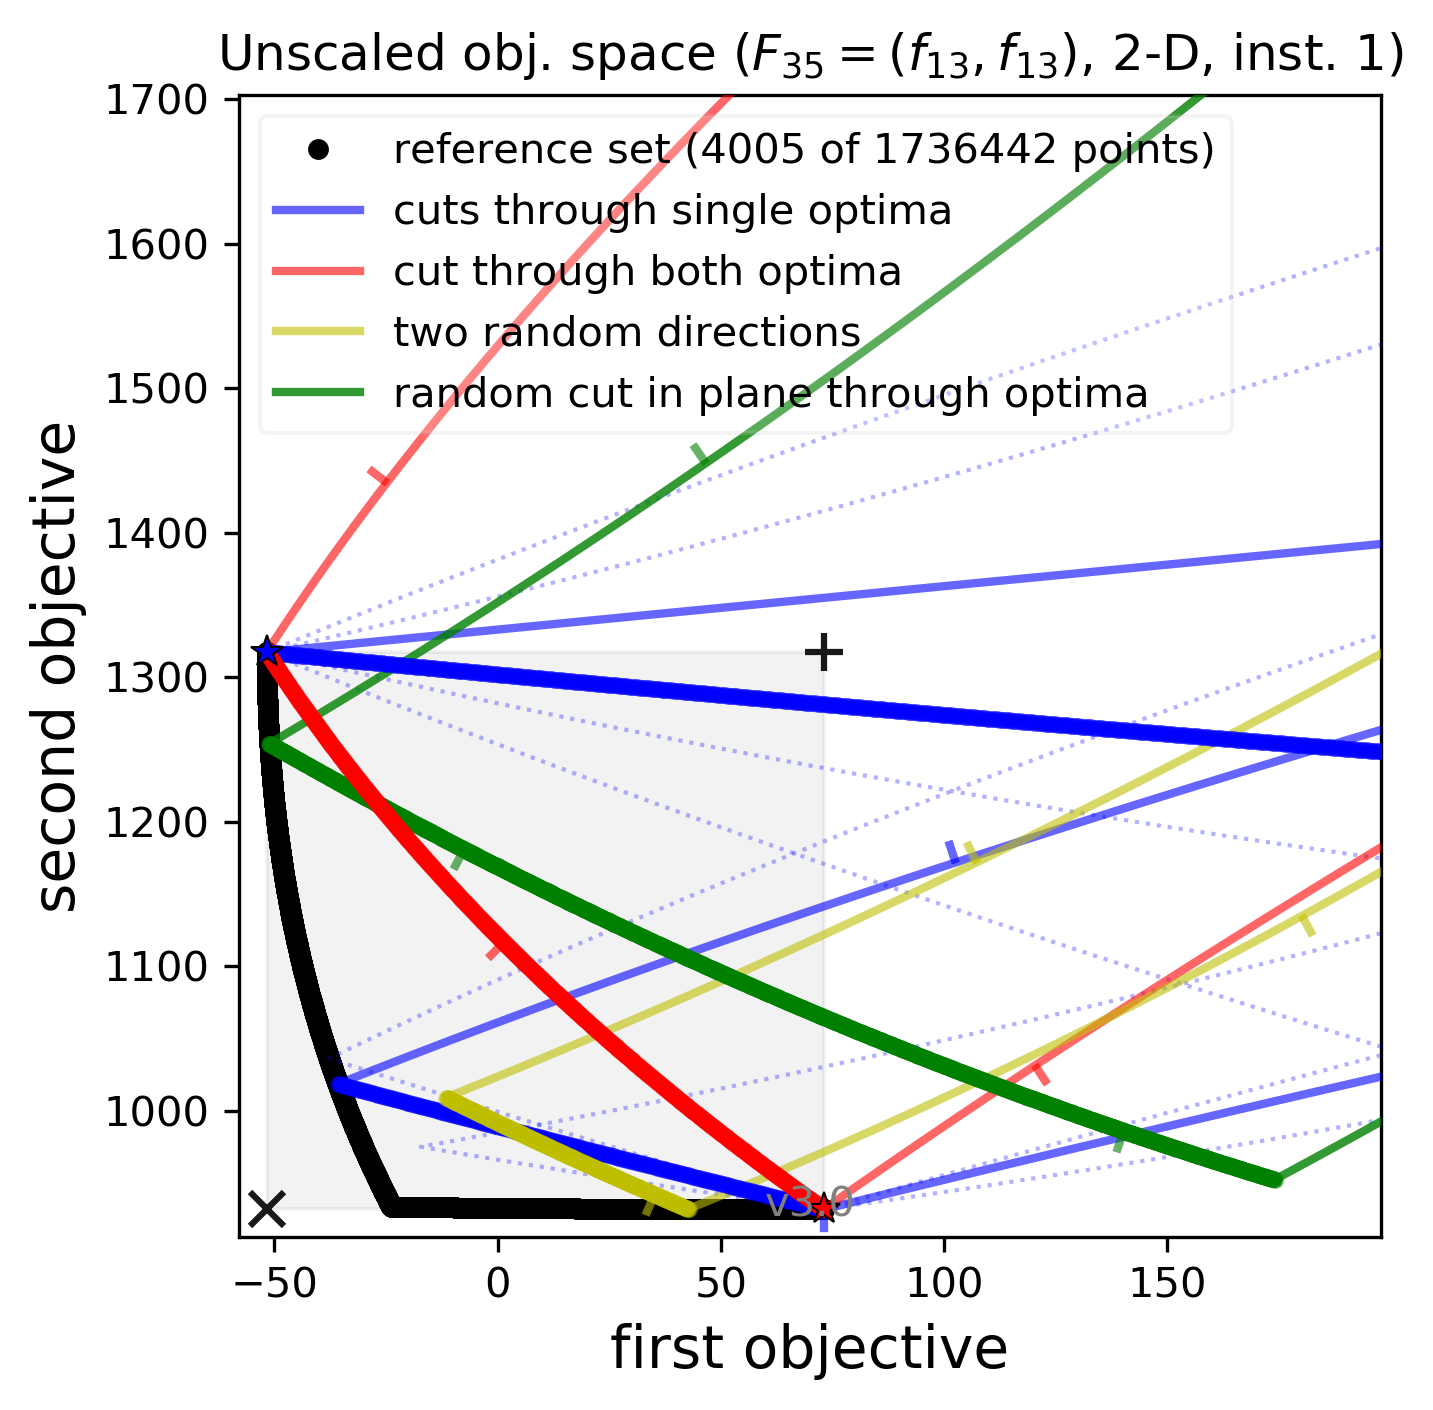 Unscaled obj. space (F₃₅ = (f₁₃, f₁₃), 2-D, inst. 1)
1700
1600
1500
1400
1300
1200
1100
1000
second objective
reference set (4005 of 1736442 points)
cuts through single optima
cut through both optima
two random directions
random cut in plane through optima
v3.0
−50 0 50 100 150
first objective